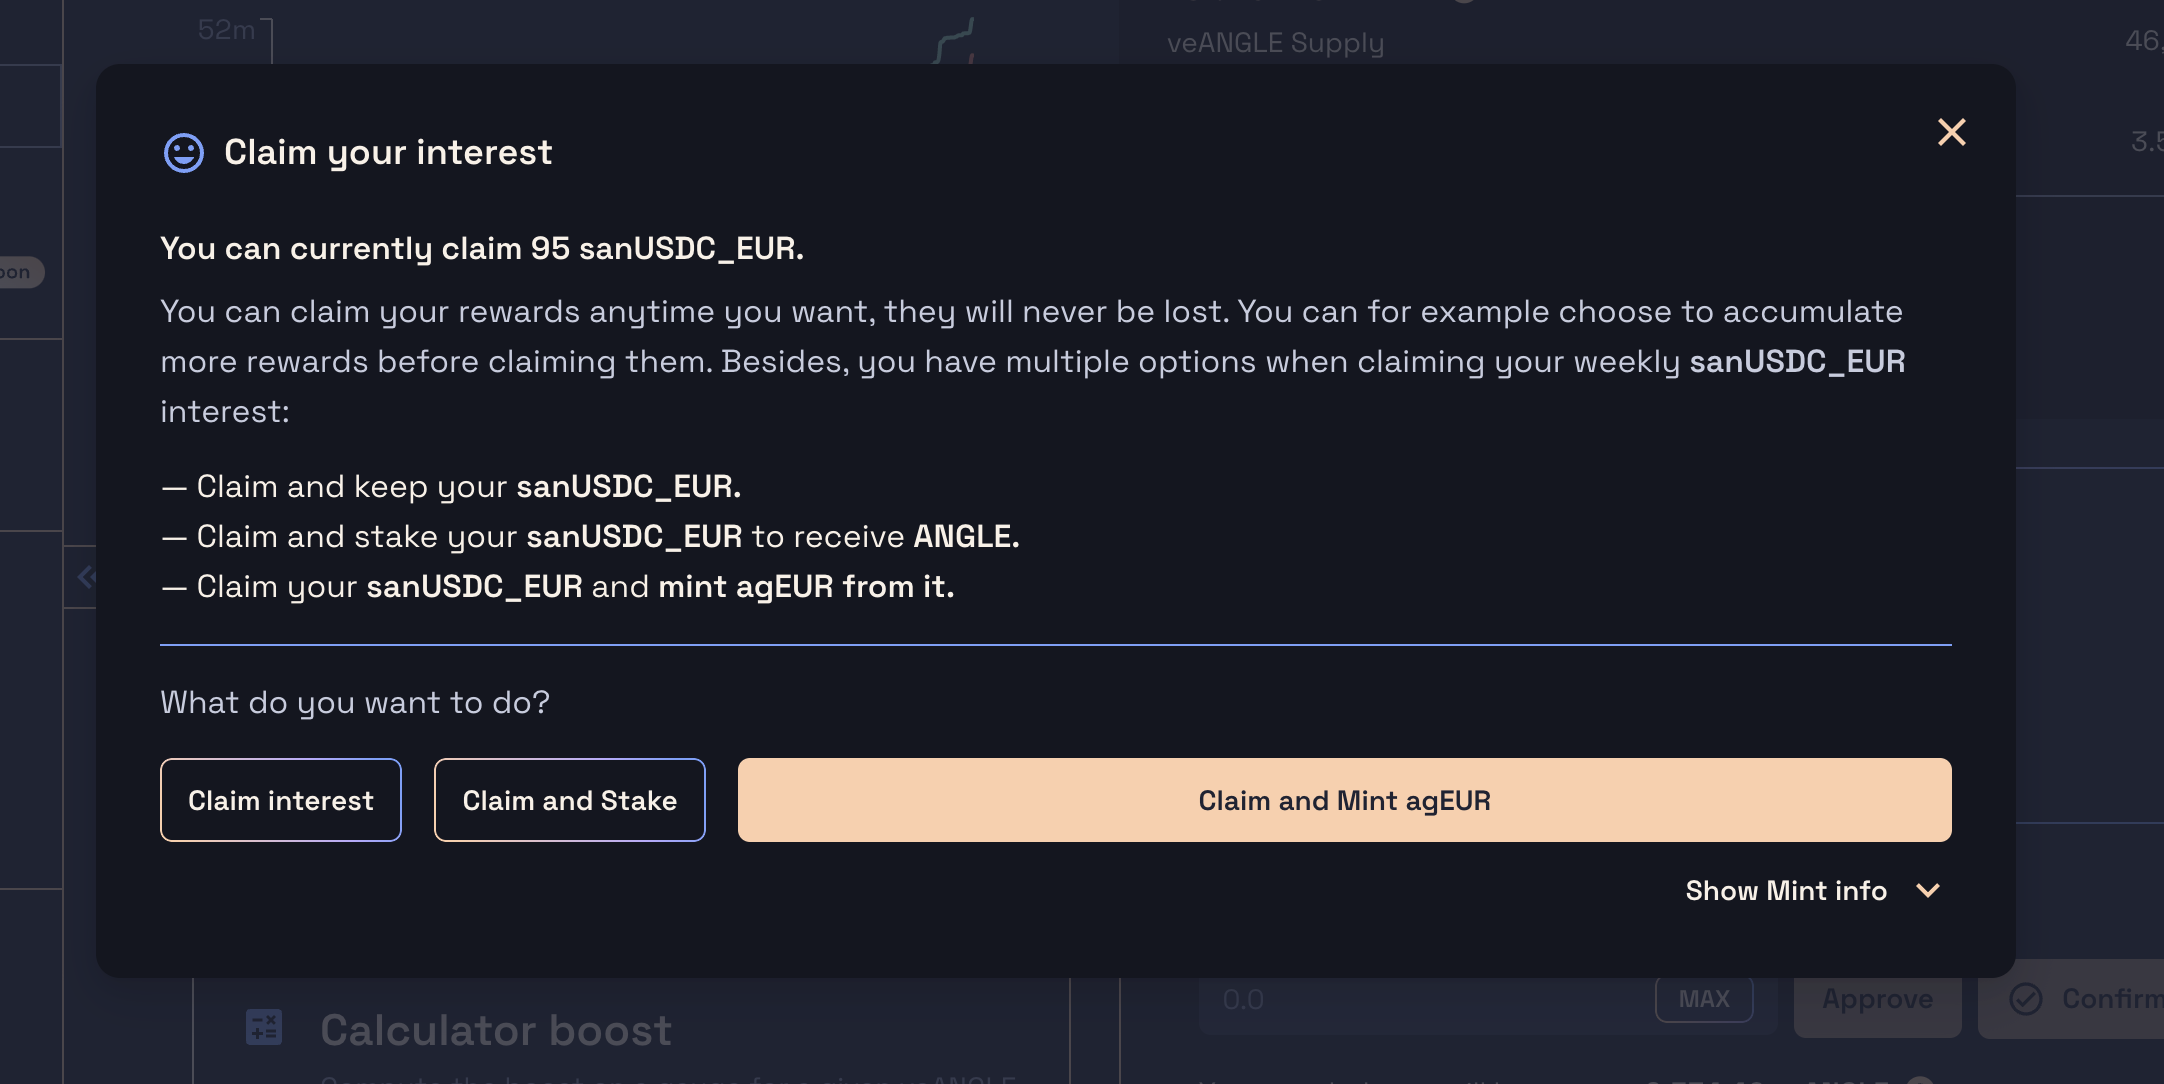 52m
veANGLE Supply
46,
3.5
Claim your interest
You can currently claim 95 sanUSDC_EUR.
You can claim your rewards anytime you want, they will never be lost. You can for example choose to accumulate
more rewards before claiming them. Besides, you have multiple options when claiming your weekly sanUSDC_EUR
interest:
— Claim and keep your sanUSDC_EUR.
— Claim and stake your sanUSDC_EUR to receive ANGLE.
— Claim your sanUSDC_EUR and mint agEUR from it.
What do you want to do?
Claim interest
Claim and Stake
Claim and Mint agEUR
Show Mint info
0.0
MAX
Approve
Confirm
Calculator boost